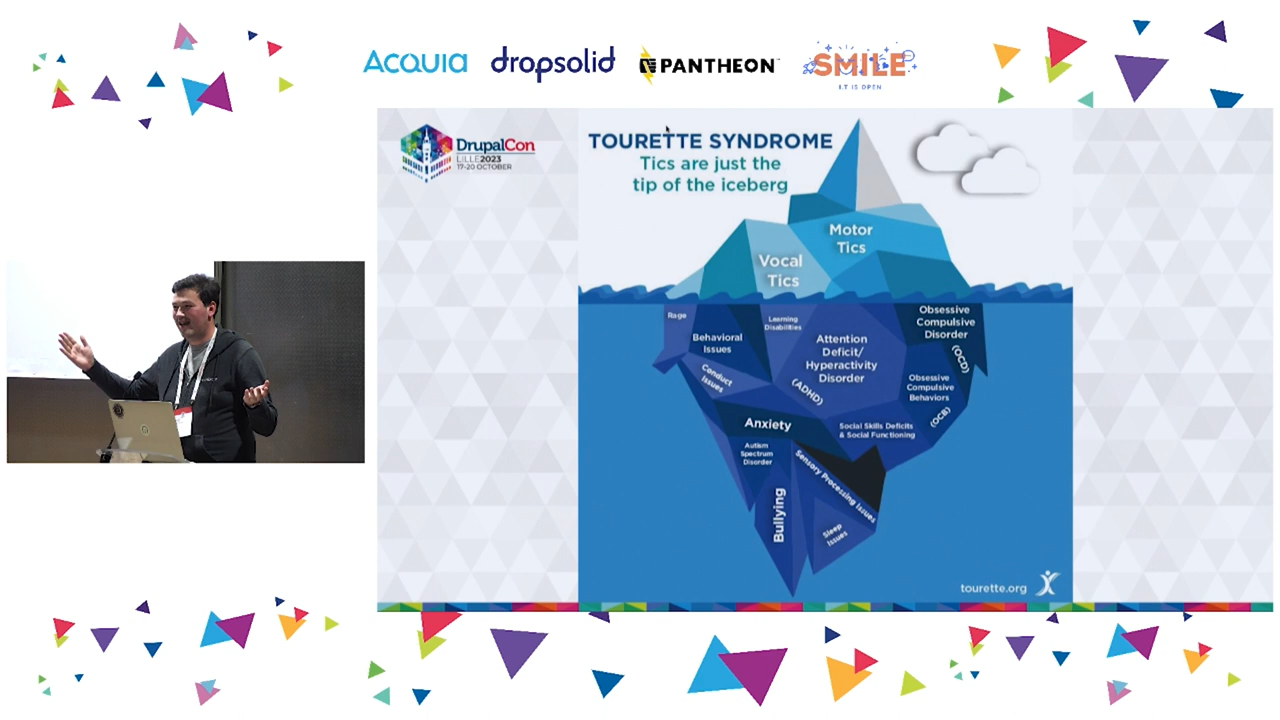 Acquia
dropsolid
PANTHEON
SMILE
I.T IS OPEN
DrupalCon
LILLE2023
17-20 OCTOBER
TOURETTE SYNDROME
Tics are just the
tip of the iceberg
Motor
Tics
Vocal
Tics
Rage
Behavioral
Issues
Conduct
Issues
Learning
Disabilities
Attention
Deficit/
Hyperactivity
Disorder
(ADHD)
Obsessive
Compulsive
Disorder
(OCD)
Obsessive
Compulsive
Behaviors
(OCB)
Anxiety
Social Skills Deficits
& Social Functioning
Autism
Spectrum
Disorder
Sensory Processing Issues
Bullying
Sleep
Issues
tourette.org